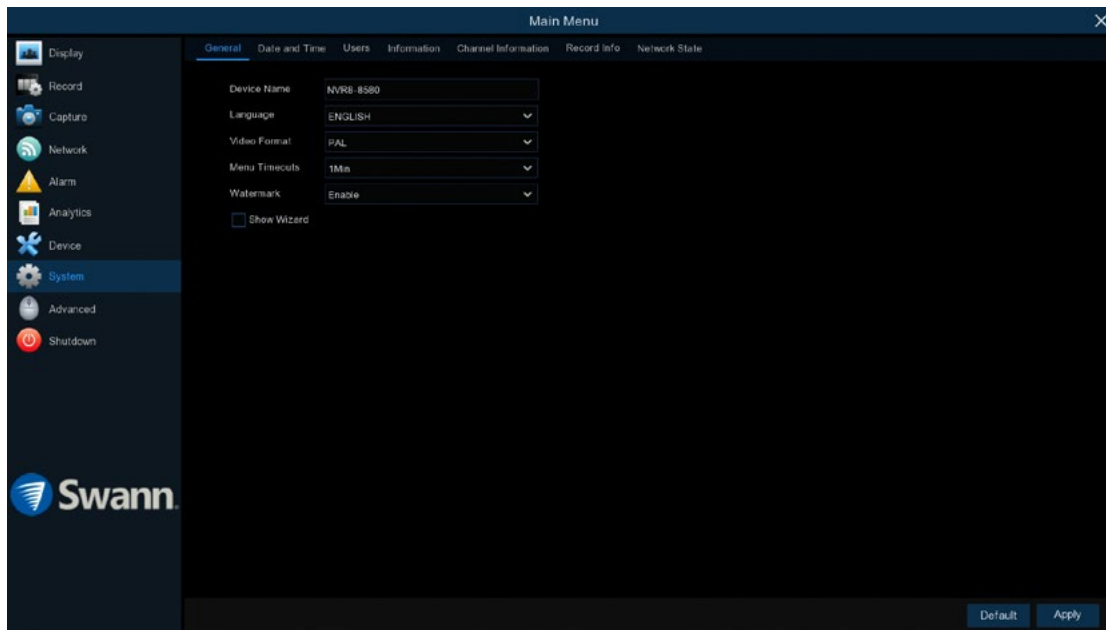 Main Menu
Display
Record
Capture
Network
Alarm
Analytics
Device
System
Advanced
Shutdown
Swann.
General Date and Time Users Information Channel Information Record Info Network State
Device Name NVR8-8580
Language ENGLISH
Video Format PAL
Menu Timeouts 1Min
Watermark Enable
Show Wizard
Default Apply